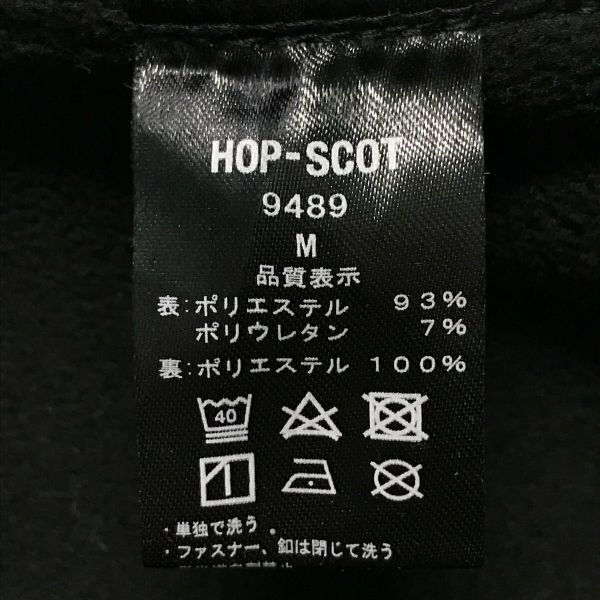 HOP-SCOT
9489
M
品質表示
表:ポリエステル 93%
ポリウレタン 7%
裏:ポリエステル 100%
40
・単独で洗う。
・ファスナー、釦は閉じて洗う